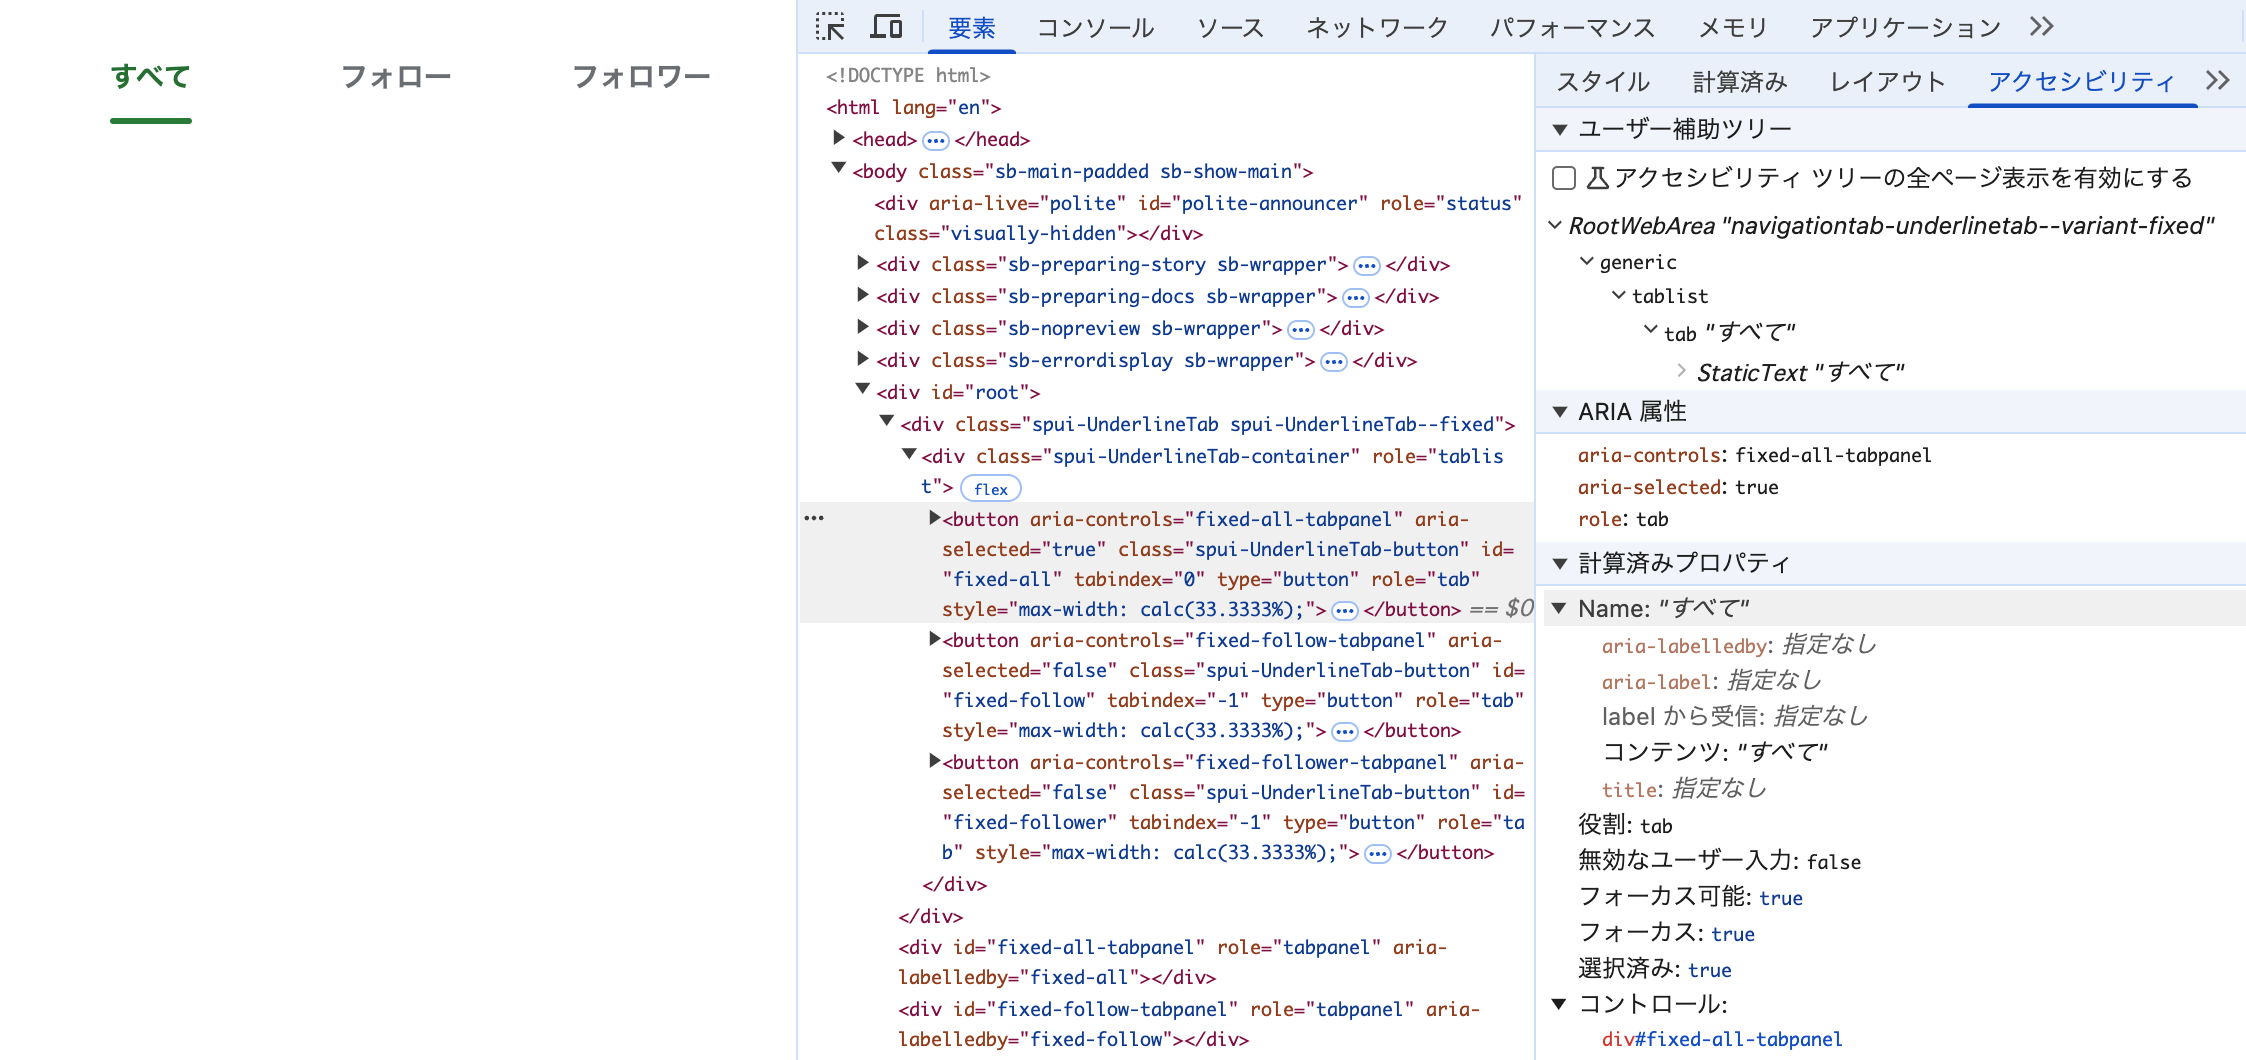 すべて
フォロー
フォロワー
要素
コンソール
ソース
ネットワーク
パフォーマンス
メモリ
アプリケーション
<!DOCTYPE html>
<html lang="en">
<head> ••• </head>
<body class="sb-main-padded sb-show-main">
<div aria-live="polite" id="polite-announcer" role="status"
class="visually-hidden"></div>
<div class="sb-preparing-story sb-wrapper"> ••• </div>
<div class="sb-preparing-docs sb-wrapper"> ••• </div>
<div class="sb-nopreview sb-wrapper"> ••• </div>
<div class="sb-errordisplay sb-wrapper"> ••• </div>
<div id="root">
<div class="spui-UnderlineTab spui-UnderlineTab--fixed">
<div class="spui-UnderlineTab-container" role="tablis
t"> flex
••• <button aria-controls="fixed-all-tabpanel" aria-
selected="true" class="spui-UnderlineTab-button" id=
"fixed-all" tabindex="0" type="button" role="tab"
style="max-width: calc(33.3333%);"> ••• </button> == $0
<button aria-controls="fixed-follow-tabpanel" aria-
selected="false" class="spui-UnderlineTab-button" id=
"fixed-follow" tabindex="-1" type="button" role="tab"
style="max-width: calc(33.3333%);"> ••• </button>
<button aria-controls="fixed-follower-tabpanel" aria-
selected="false" class="spui-UnderlineTab-button" id=
"fixed-follower" tabindex="-1" type="button" role="ta
b" style="max-width: calc(33.3333%);"> ••• </button>
</div>
</div>
<div id="fixed-all-tabpanel" role="tabpanel" aria-
labelledby="fixed-all"></div>
<div id="fixed-follow-tabpanel" role="tabpanel" aria-
labelledby="fixed-follow"></div>
スタイル
計算済み
レイアウト
アクセシビリティ
ユーザー補助ツリー
アクセシビリティ ツリーの全ページ表示を有効にする
RootWebArea "navigationtab-underlinetab--variant-fixed"
generic
tablist
tab "すべて"
StaticText "すべて"
ARIA 属性
aria-controls: fixed-all-tabpanel
aria-selected: true
role: tab
計算済みプロパティ
Name: "すべて"
aria-labelledby: 指定なし
aria-label: 指定なし
label から受信: 指定なし
コンテンツ: "すべて"
title: 指定なし
役割: tab
無効なユーザー入力: false
フォーカス可能: true
フォーカス: true
選択済み: true
コントロール:
div#fixed-all-tabpanel